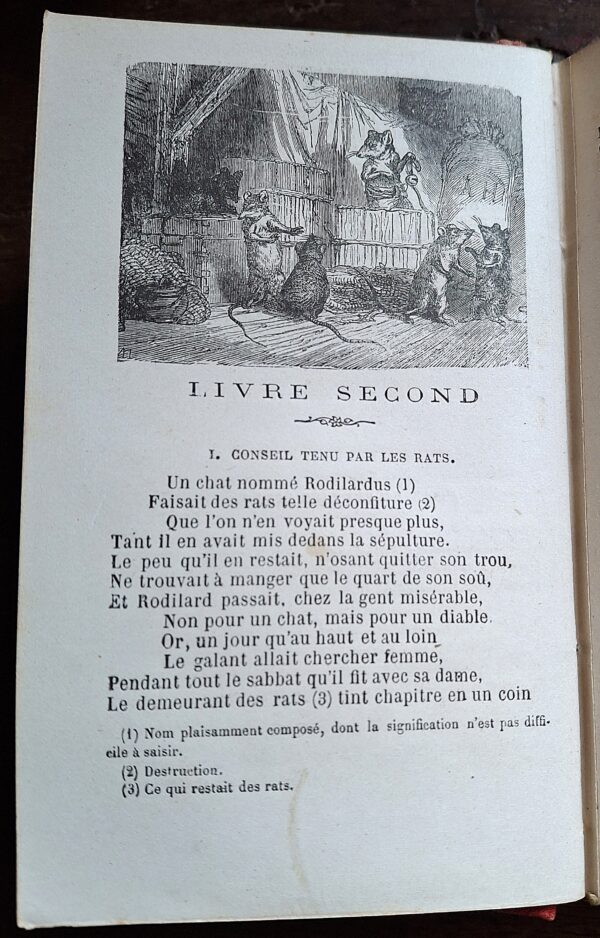 LIVRE SECOND
I. CONSEIL TENU PAR LES RATS.
Un chat nommé Rodilardus (1)
Faisait des rats telle déconfiture (2)
Que l'on n'en voyait presque plus,
Tant il en avait mis dedans la sépulture.
Le peu qu'il en restait, n'osant quitter son trou,
Ne trouvait à manger que le quart de son soû,
Et Rodilard passait, chez la gent misérable,
Non pour un chat, mais pour un diable.
Or, un jour qu'au haut et au loin
Le galant allait chercher femme,
Pendant tout le sabbat qu'il fit avec sa dame,
Le demeurant des rats (3) tint chapitre en un coin
(1) Nom plaisamment composé, dont la signification n'est pas diffi-
cile à saisir.
(2) Destruction.
(3) Ce qui restait des rats.